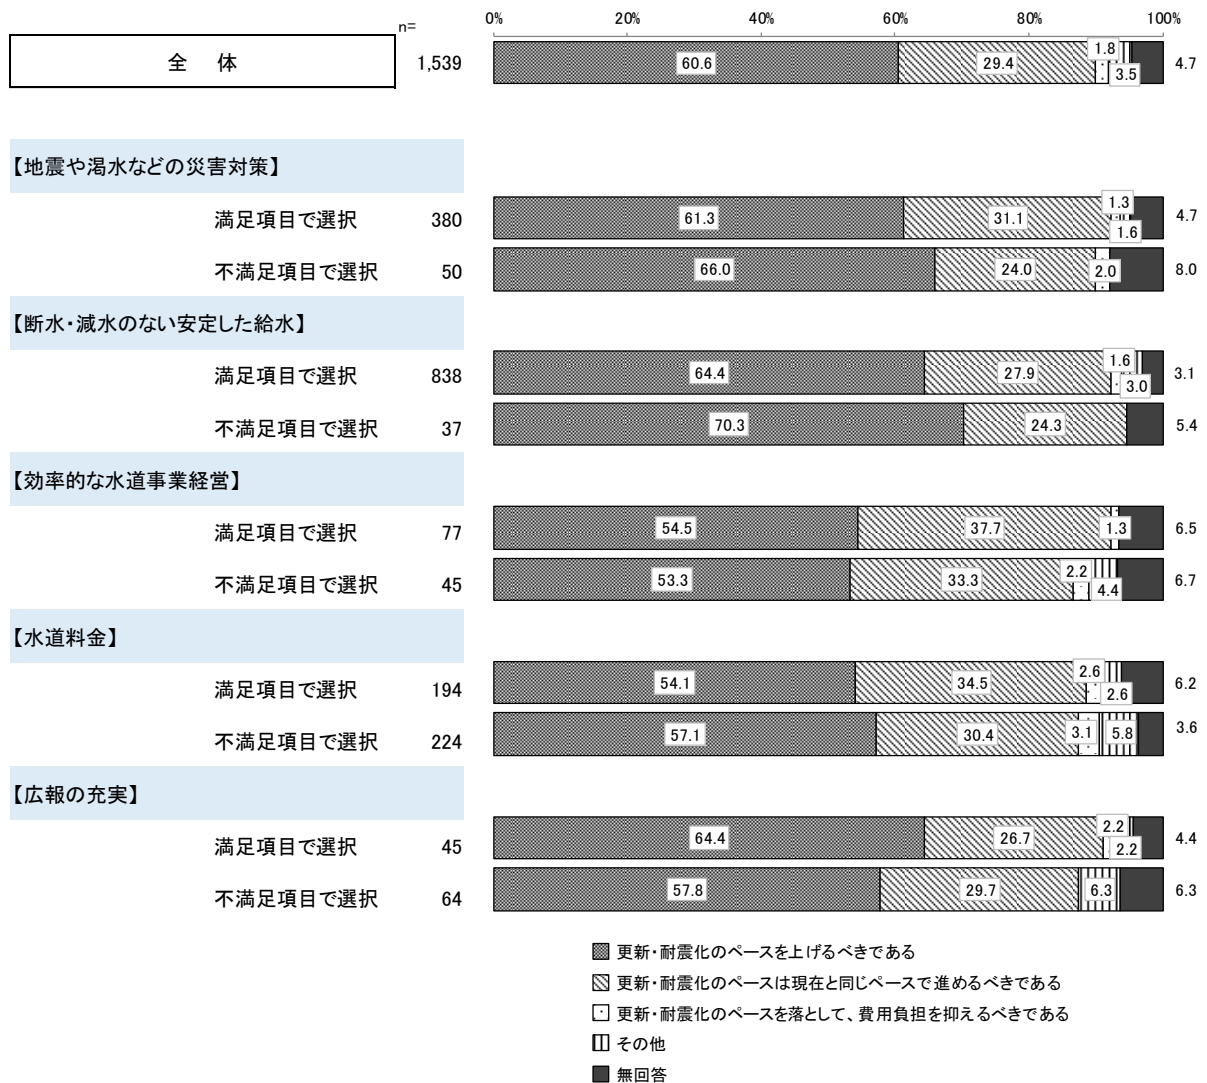 n=
0% 20% 40% 60% 80% 100%
全 体 1,539 60.6 29.4 1.8 3.5 4.7
【地震や渇水などの災害対策】
満足項目で選択 380 61.3 31.1 1.3 1.6 4.7
不満足項目で選択 50 66.0 24.0 2.0 8.0
【断水・減水のない安定した給水】
満足項目で選択 838 64.4 27.9 1.6 3.0 3.1
不満足項目で選択 37 70.3 24.3 5.4
【効率的な水道事業経営】
満足項目で選択 77 54.5 37.7 1.3 6.5
不満足項目で選択 45 53.3 33.3 2.2 4.4 6.7
【水道料金】
満足項目で選択 194 54.1 34.5 2.6 2.6 6.2
不満足項目で選択 224 57.1 30.4 3.1 5.8 3.6
【広報の充実】
満足項目で選択 45 64.4 26.7 2.2 2.2 4.4
不満足項目で選択 64 57.8 29.7 6.3 6.3
更新・耐震化のペースを上げるべきである
更新・耐震化のペースは現在と同じペースで進めるべきである
更新・耐震化のペースを落として、費用負担を抑えるべきである
その他
無回答